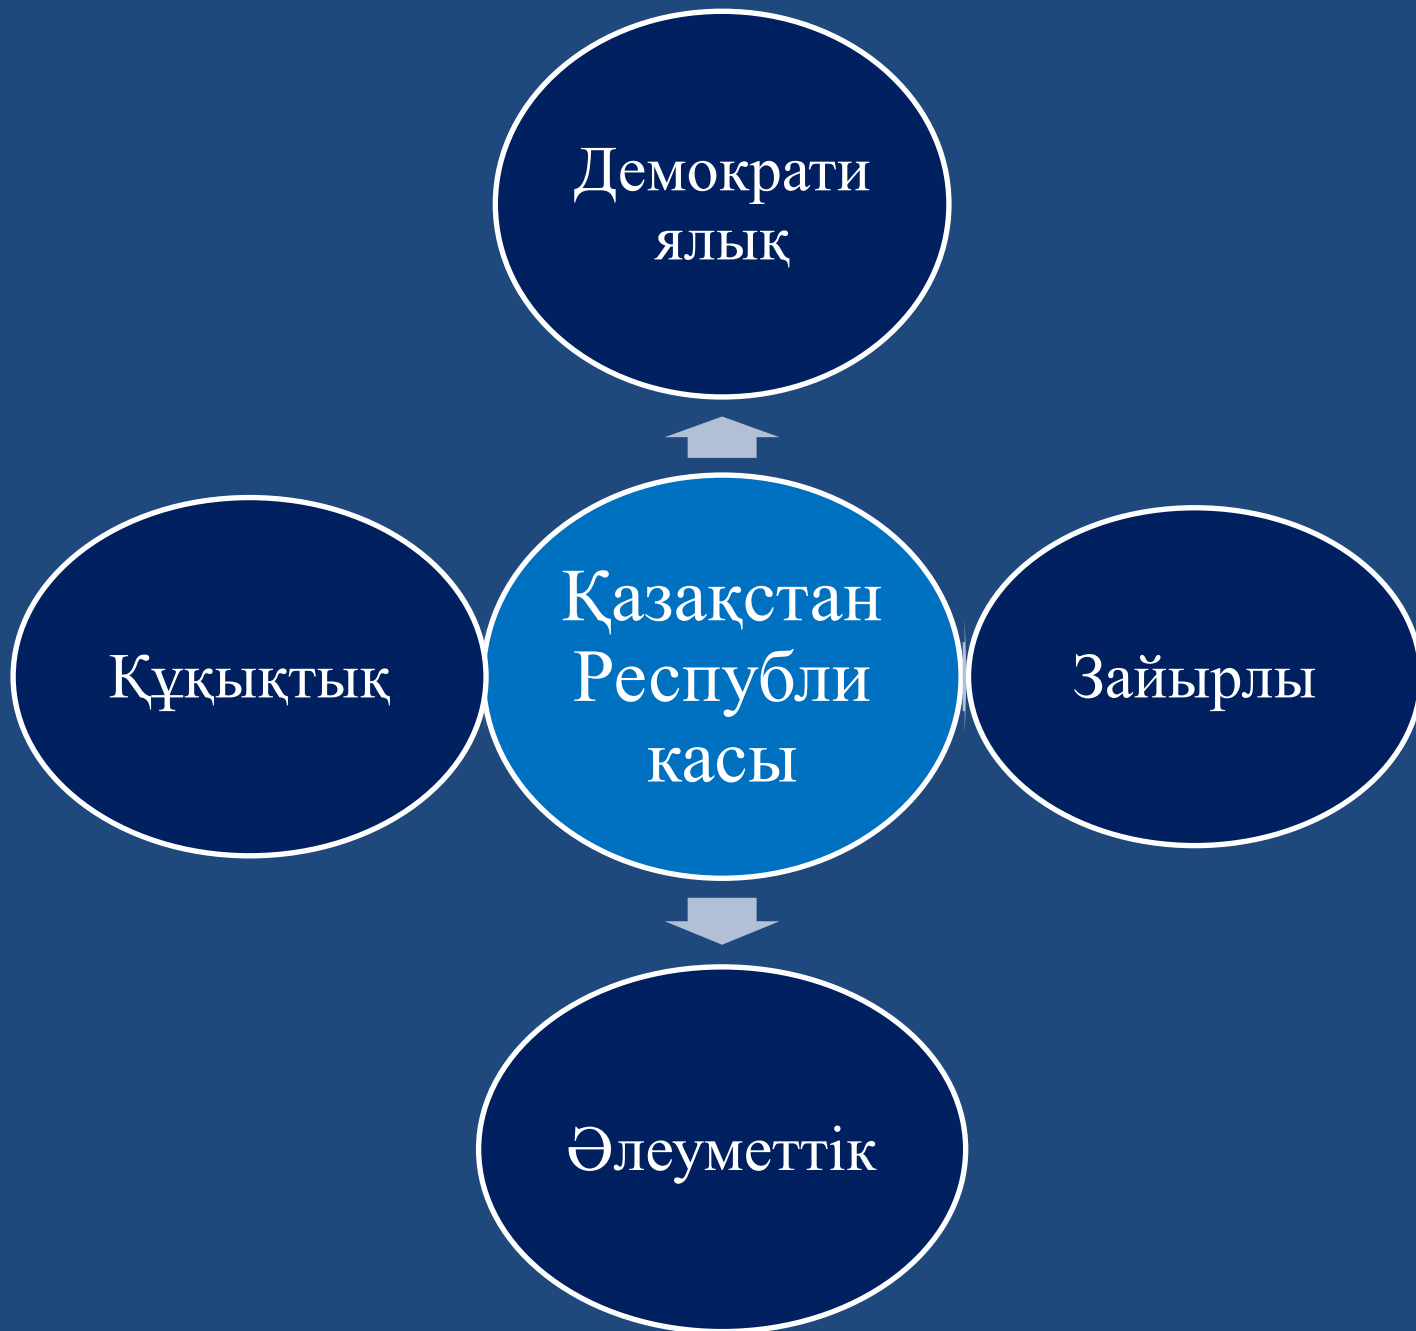 Демократи
ялық
Құқықтық
Қазақстан
Республи
касы
Зайырлы
Әлеуметтік